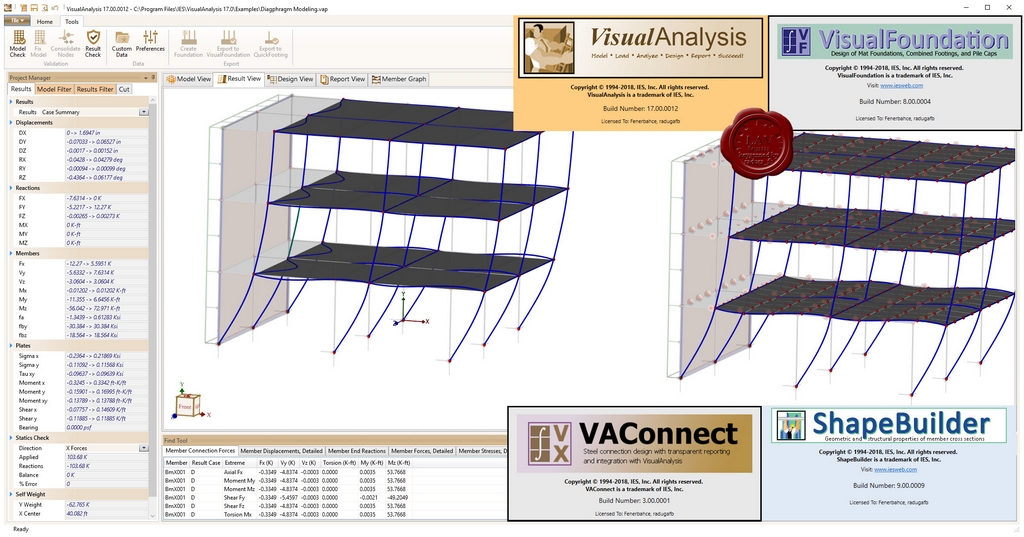 VisualAnalysis 17.00.0012 - C:\Program Files\IES\VisualAnalysis 17.0\Examples\Diagphragm Modeling.vap
File Home Tools
Model Check
Fix Model
Consolidate Nodes
Result Check
Custom Data
Preferences
Create Foundation
Export to VisualFoundation
Export to QuickFooting
Validation
Data
Export
Project Manager
Results Model Filter Results Filter Cut
Model View Result View Design View Report View Member Graph
Results
Results Case Summary
Displacements
DX 0 -> 1.6947 in
DY -0.07033 -> 0.06527 in
DZ -0.0017 -> 0.00152 in
RX -0.0428 -> 0.04279 deg
RY -0.00094 -> 0.00099 deg
RZ -0.4364 -> 0.06177 deg
Reactions
FX -7.6314 -> 0 K
FY -5.2217 -> 12.27 K
FZ -0.00265 -> 0.00273 K
MX 0 K-ft
MY 0 K-ft
MZ 0 K-ft
Members
Fx -12.27 -> 5.5951 K
Vy -5.6332 -> 7.6314 K
Vz -3.0604 -> 3.0604 K
Mx -0.01202 -> 0.01202 K-ft
My -11.355 -> 6.6456 K-ft
Mz -56.042 -> 72.971 K-ft
fa -1.3439 -> 0.61283 Ksi
fby -30.384 -> 30.384 Ksi
fbz -18.564 -> 18.564 Ksi
Plates
Sigma x -0.2364 -> 0.21869 Ksi
Sigma y -0.11092 -> 0.11568 Ksi
Tau xy -0.09637 -> 0.09639 Ksi
Moment x -0.3245 -> 0.3342 ft-K/ft
Moment y -0.15901 -> 0.16995 ft-K/ft
Moment xy -0.13789 -> 0.13788 ft-K/ft
Shear x -0.07757 -> 0.14609 K/ft
Shear y -0.11885 -> 0.11885 K/ft
Bearing 0.0000 psf
Statics Check
Direction X Forces
Applied 103.68 K
Reactions -103.68 K
Balance 0 K
% Error 0
Self Weight
Y Weight -62.765 K
X Center 40.082 ft
Ready
Y
X
Z
Y
X
Z
Front
Find Tool
Member Connection Forces Member Displacements, Detailed Member End Reactions Member Forces, Detailed Member Stresses, D
Member Result Case Extreme Fx (K) Vy (K) Vz (K) Torsion (K-ft) My (K-ft) Mz (K-ft)
BmX001 D Axial Fx -0.3349 -4.8374 -0.0003 0.0000 0.0035 53.7668
BmX001 D Moment My -0.3349 -4.8374 -0.0003 0.0000 0.0035 53.7668
BmX001 D Moment Mz -0.3349 -4.8374 -0.0003 0.0000 0.0035 53.7668
BmX001 D Shear Fy -0.3349 -5.4597 -0.0003 0.0000 -0.0021 -49.2049
BmX001 D Shear Fz -0.3349 -4.8374 -0.0003 0.0000 0.0035 53.7668
BmX001 D Torsion Mx -0.3349 -4.8374 -0.0003 0.0000 0.0035 53.7668
VisualAnalysis
Model * Load * Analyze * Design * Report * Succeed!
Copyright © 1994-2018, IES, Inc. All rights reserved.
VisualAnalysis is a trademark of IES, Inc.
Build Number: 17.00.0012
Licensed To: Fenerbahce, radugafb
VF
VisualFoundation
Design of Mat Foundations, Combined Footings, and Pile Caps
Copyright © 1994-2018, IES, Inc. All rights reserved.
VisualFoundation is a trademark of IES, Inc.
Visit: www.iesweb.com
Build Number: 8.00.0004
Licensed To: Fenerbahce, radugafb
VX
VAConnect
Steel connection design with transparent reporting
and integration with VisualAnalysis
Copyright © 1994-2018, IES, Inc. All rights reserved.
VAConnect is a trademark of IES, Inc.
Build Number: 3.00.0001
Licensed To: Fenerbahce, radugafb
ShapeBuilder
Geometric and structural properties of member cross sections
Copyright © 1994-2018, IES, Inc. All rights reserved.
ShapeBuilder is a trademark of IES, Inc.
Visit: www.iesweb.com
Build Number: 9.00.0009
Licensed To: Fenerbahce, radugafb